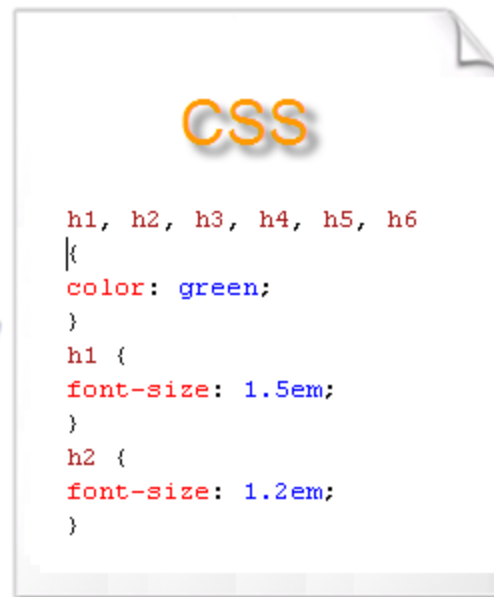 CSS
h1, h2, h3, h4, h5, h6
{
color: green;
}
h1 {
font-size: 1.5em;
}
h2 {
font-size: 1.2em;
}